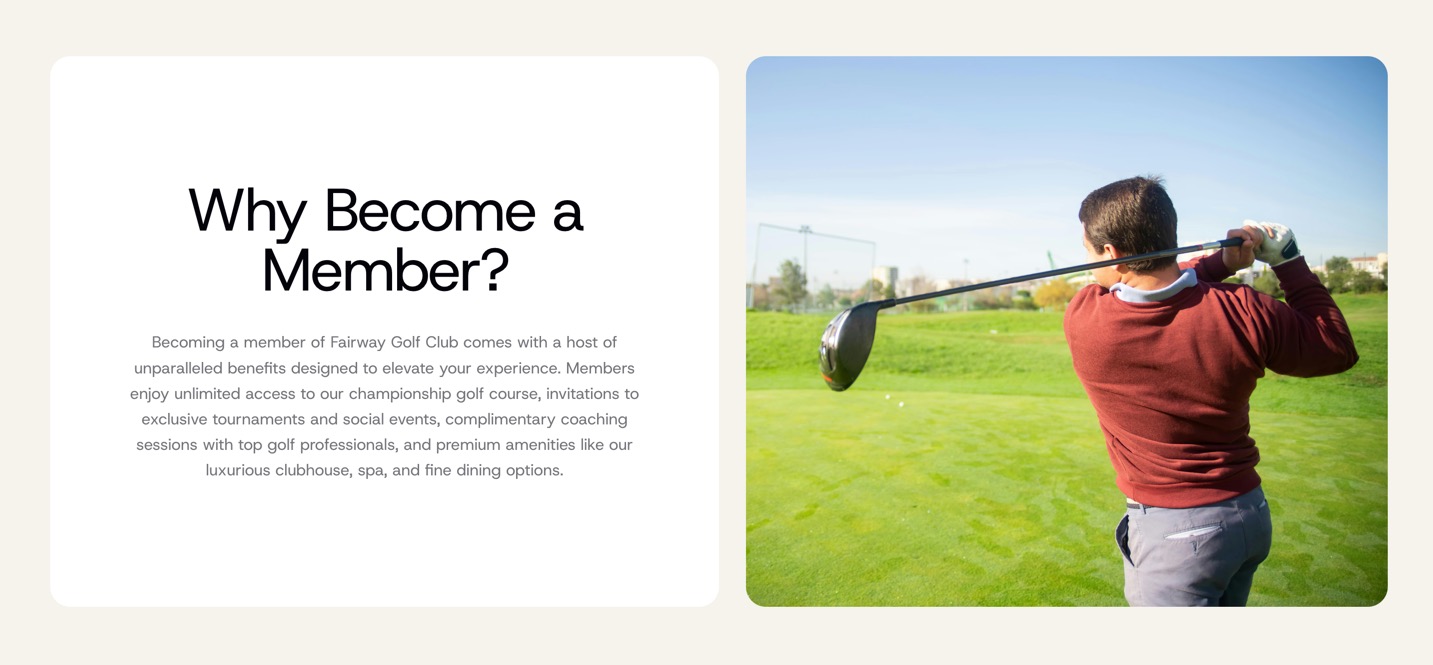 Why Become a
Member?
Becoming a member of Fairway Golf Club comes with a host of
unparalleled benefits designed to elevate your experience. Members
enjoy unlimited access to our championship golf course, invitations to
exclusive tournaments and social events, complimentary coaching
sessions with top golf professionals, and premium amenities like our
luxurious clubhouse, spa, and fine dining options.